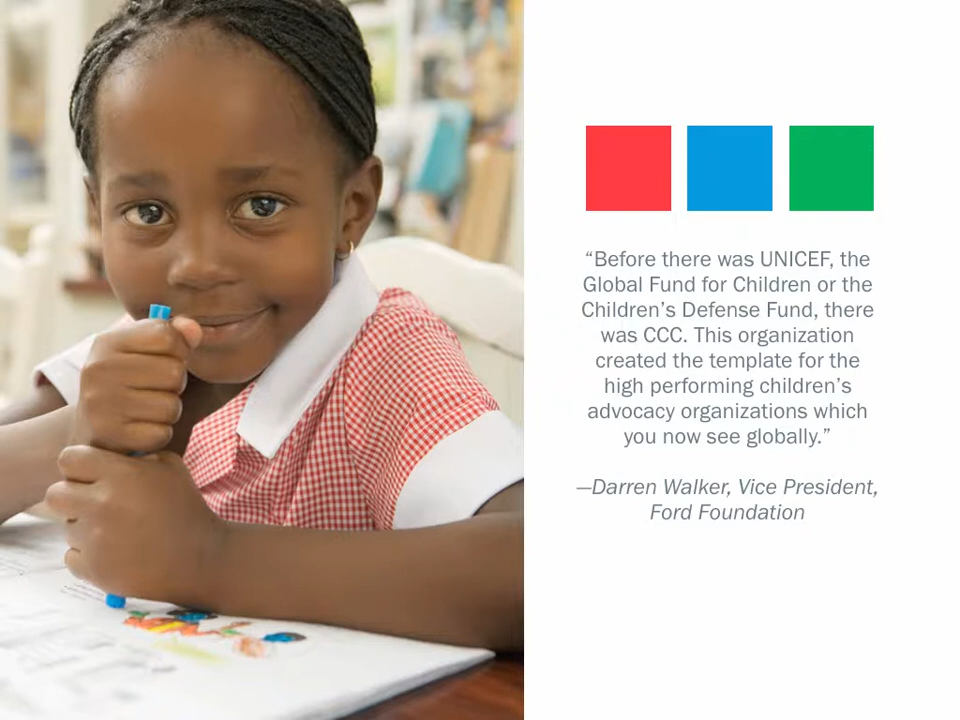 “Before there was UNICEF, the
Global Fund for Children or the
Children’s Defense Fund, there
was CCC. This organization
created the template for the
high performing children’s
advocacy organizations which
you now see globally.”
—Darren Walker, Vice President,
Ford Foundation